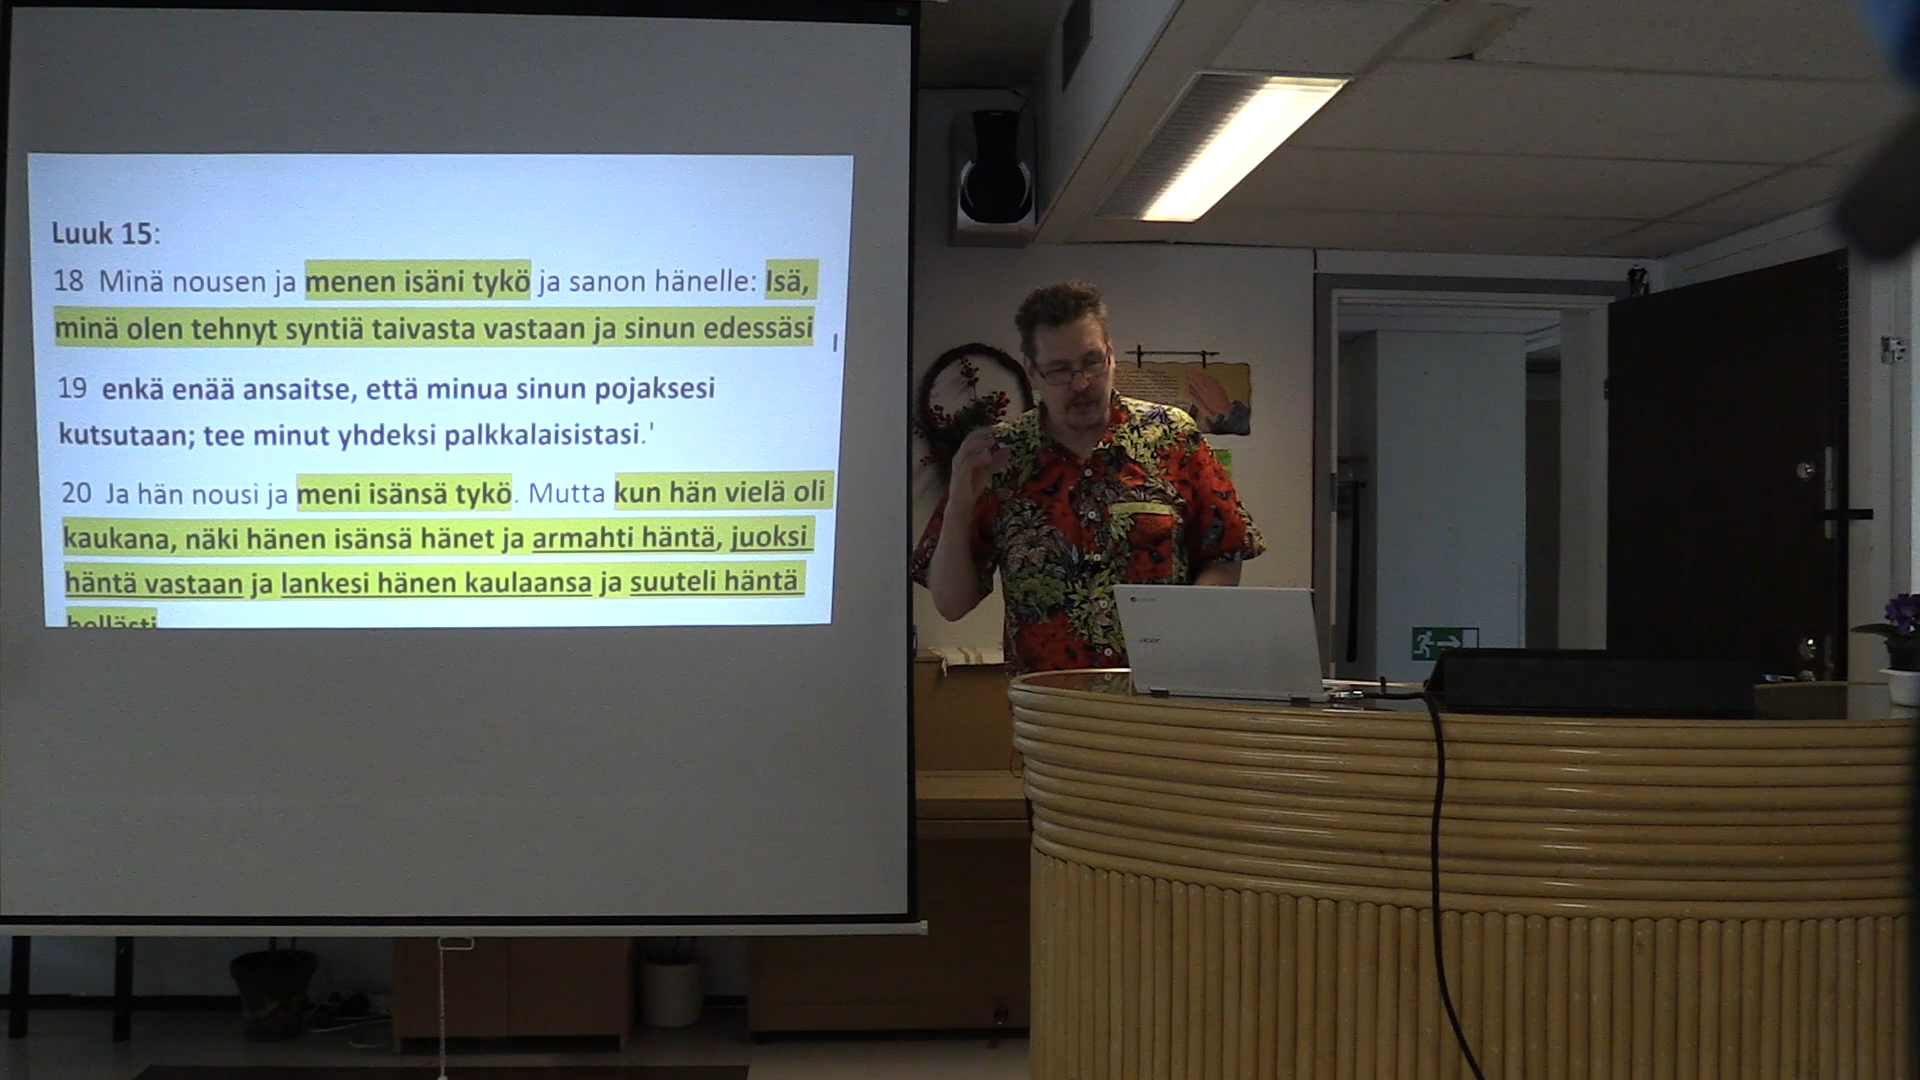 Luuk 15:
18 Minä nousen ja menen isäni tykö ja sanon hänelle: Isä,
minä olen tehnyt syntiä taivasta vastaan ja sinun edessäsi
19 enkä enää ansaitse, että minua sinun pojaksesi
kutsutaan; tee minut yhdeksi palkkalaisistasi.'
20 Ja hän nousi ja meni isänsä tykö. Mutta kun hän vielä oli
kaukana, näki hänen isänsä hänet ja armahti häntä, juoksi
häntä vastaan ja lankesi hänen kaulaansa ja suuteli häntä
hellästi
acer